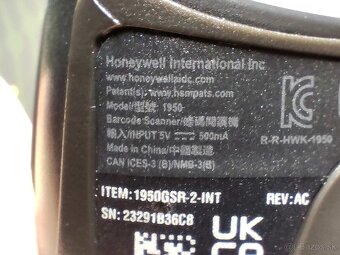 Honeywell International Inc
www.honeywellaidc.com
Patent(s): www.hsmpats.com
Model/型號: 1950
Barcode Scanner/條碼閱讀機
輸入/INPUT 5V ⎓ 500mA
Made in China/中國製造
CAN ICES-3 (B)/NMB-3(B)
R-R-HWK-1950
ITEM: 1950GSR-2-INT REV: AC
SN: 23291B36C8
UK
CA